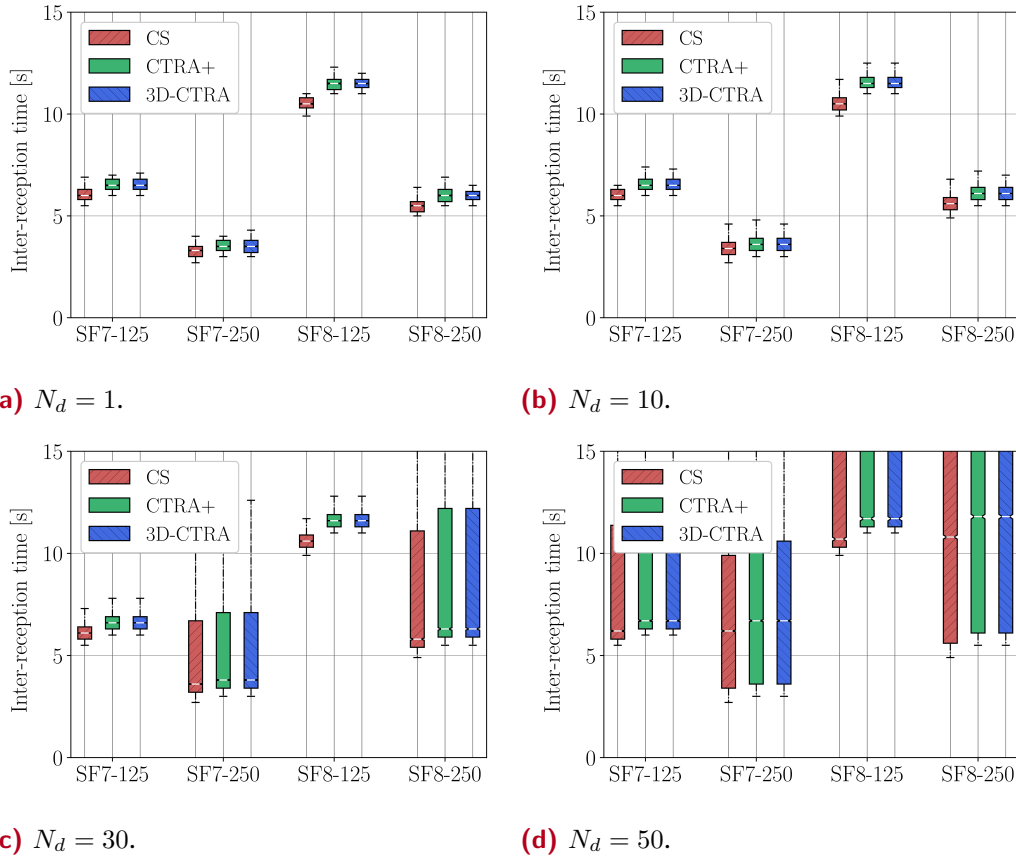 15
10
5
0
Inter-reception time [s]
CS
CTRA+
3D-CTRA
SF7-125 SF7-250 SF8-125 SF8-250
a) N_d = 1.
15
10
5
0
Inter-reception time [s]
CS
CTRA+
3D-CTRA
SF7-125 SF7-250 SF8-125 SF8-250
(b) N_d = 10.
15
10
5
0
Inter-reception time [s]
CS
CTRA+
3D-CTRA
SF7-125 SF7-250 SF8-125 SF8-250
c) N_d = 30.
15
10
5
0
Inter-reception time [s]
CS
CTRA+
3D-CTRA
SF7-125 SF7-250 SF8-125 SF8-250
(d) N_d = 50.